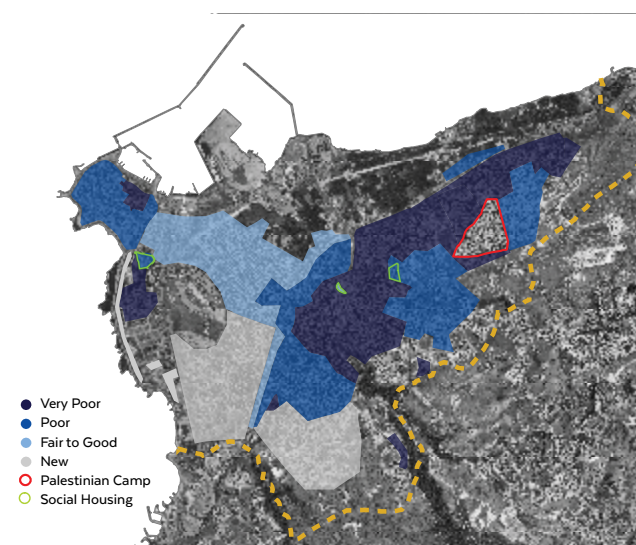 Very Poor
Poor
Fair to Good
New
Palestinian Camp
Social Housing